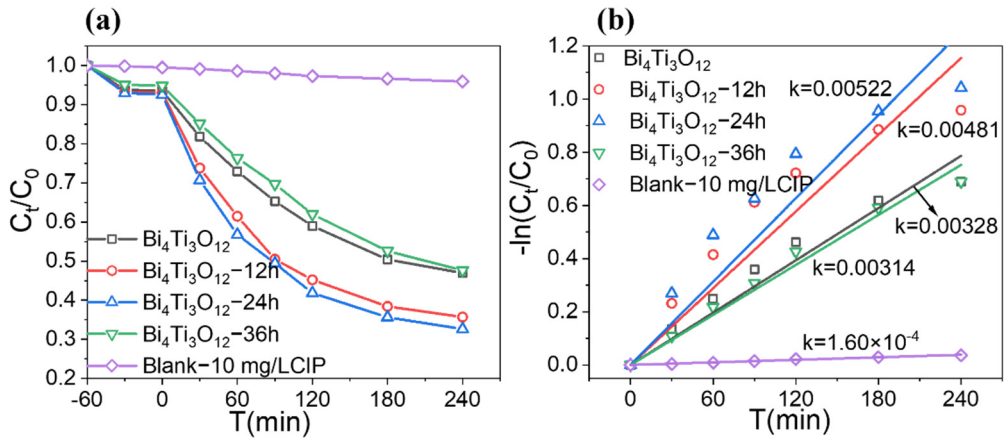 (a)
C_t/C_0
1.0
0.9
0.8
0.7
0.6
0.5
0.4
0.3
0.2
Bi₄Ti₃O₁₂
Bi₄Ti₃O₁₂−12h
Bi₄Ti₃O₁₂−24h
Bi₄Ti₃O₁₂−36h
Blank−10 mg/LCIP
-60 0 60 120 180 240
T(min)
(b)
-ln(C_t/C_0)
-1.2
1.0
0.8
0.6
0.4
0.2
0.0
Bi₄Ti₃O₁₂
Bi₄Ti₃O₁₂−12h
Bi₄Ti₃O₁₂−24h
Bi₄Ti₃O₁₂−36h
Blank−10 mg/LCIP
k=0.00522
k=0.00481
k=0.00328
k=0.00314
k=1.60×10⁻⁴
0 60 120 180 240
T(min)